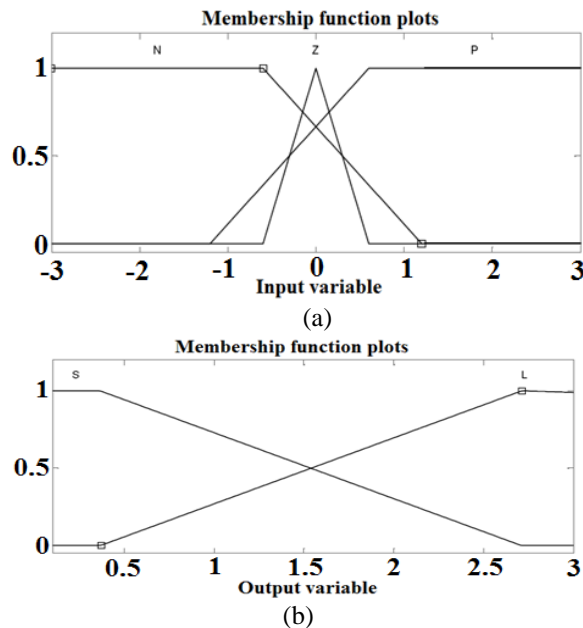 Membership function plots
N Z P
1
0.5
0
-3 -2 -1 0 1 2 3
Input variable
(a)
Membership function plots
S L
1
0.5
0
0.5 1 1.5 2 2.5 3
Output variable
(b)